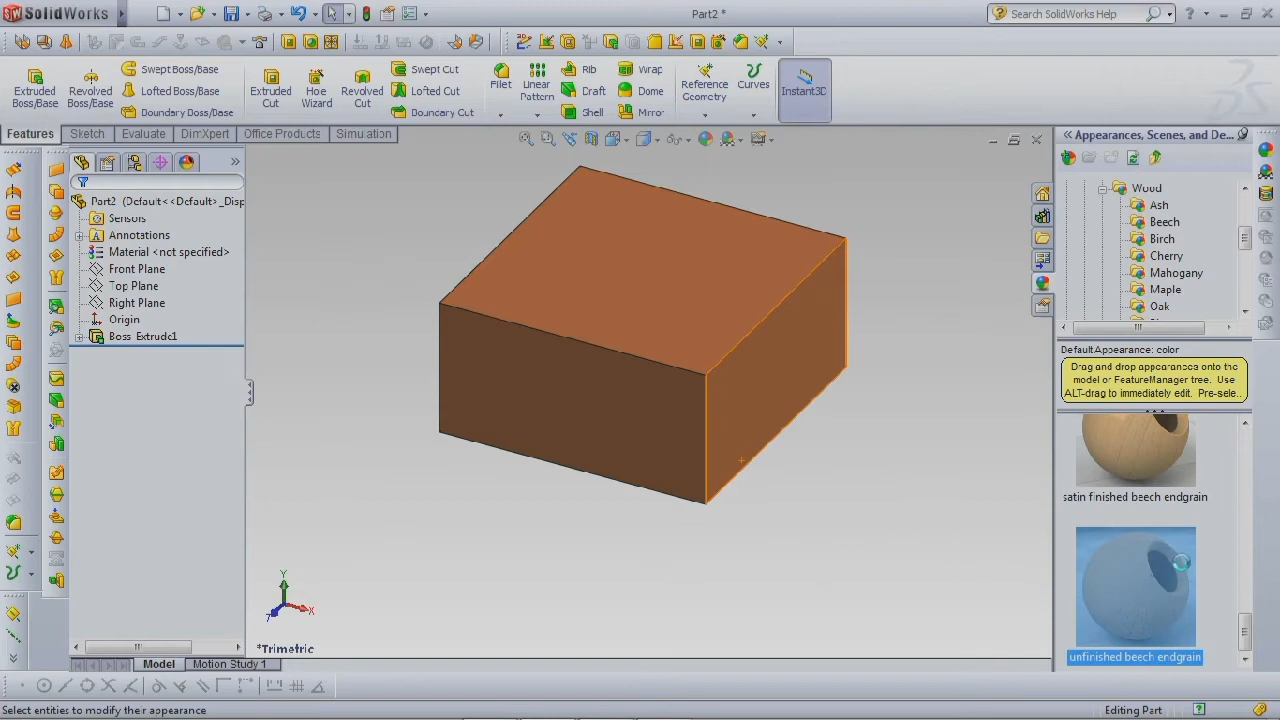 SolidWorks
Part2 *
Search SolidWorks Help
Extruded Boss/Base
Revolved Boss/Base
Swept Boss/Base
Lofted Boss/Base
Boundary Boss/Base
Extruded Cut
Hoe Wizard
Revolved Cut
Swept Cut
Lofted Cut
Boundary Cut
Fillet
Linear Pattern
Rib
Draft
Shell
Wrap
Dome
Mirror
Reference Geometry
Curves
Instant3D
Features
Sketch
Evaluate
DimXpert
Office Products
Simulation
Part2 (Default<<Default>_Disp
Sensors
Annotations
Material <not specified>
Front Plane
Top Plane
Right Plane
Origin
Boss Extrude1
Appearances, Scenes, and De...
Wood
Ash
Beech
Birch
Cherry
Mahogany
Maple
Oak
DefaultAppearance: color
Drag and drop appearances onto the
model or FeatureManager tree. Use
ALT-drag to immediately edit. Pre-sele..
satin finished beech endgrain
unfinished beech endgrain
Y
X
*Trimetric
Model
Motion Study 1
Select entities to modify their appearance
Editing Part